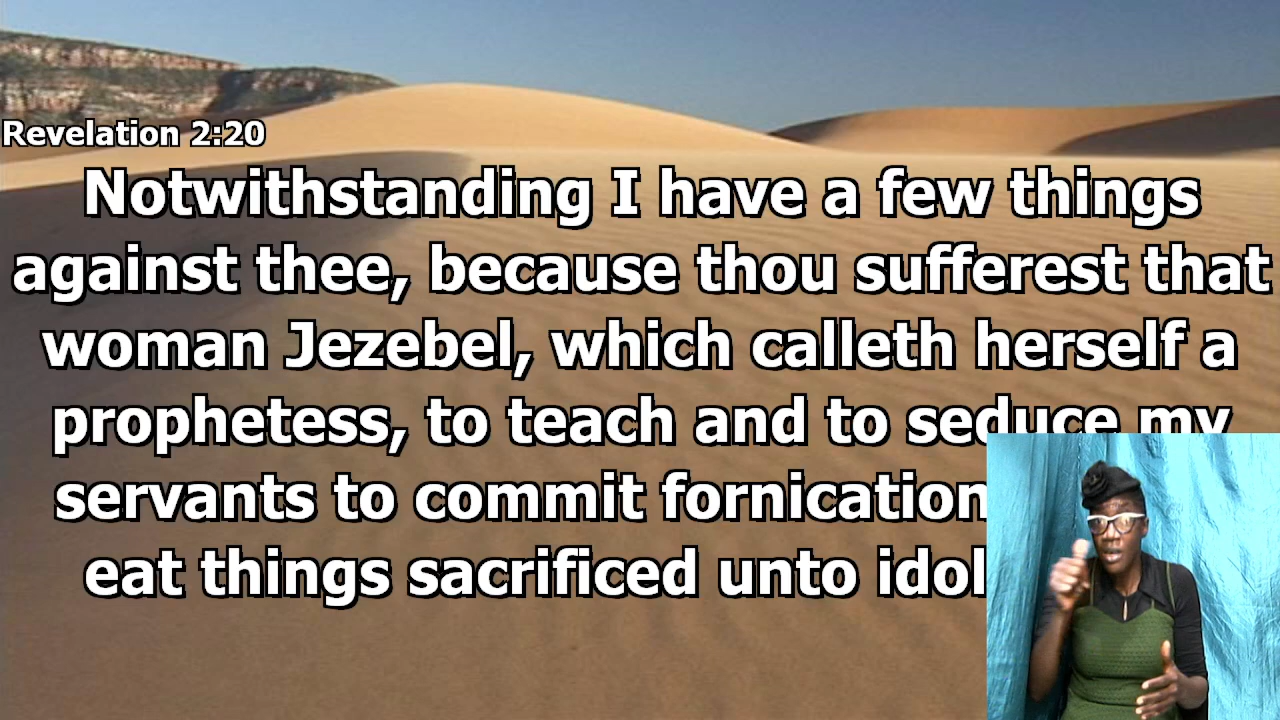 Revelation 2:20
Notwithstanding I have a few things
against thee, because thou sufferest that
woman Jezebel, which calleth herself a
prophetess, to teach and to seduce my
servants to commit fornication
eat things sacrificed unto idol